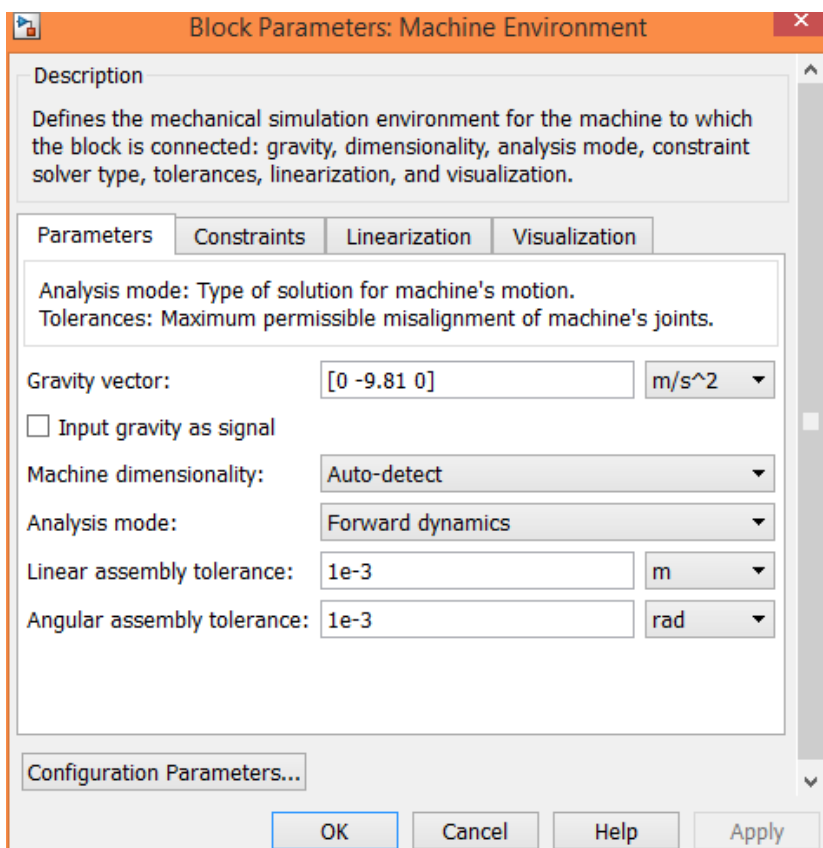 Block Parameters: Machine Environment
Description
Defines the mechanical simulation environment for the machine to which
the block is connected: gravity, dimensionality, analysis mode, constraint
solver type, tolerances, linearization, and visualization.
Parameters Constraints Linearization Visualization
Analysis mode: Type of solution for machine's motion.
Tolerances: Maximum permissible misalignment of machine's joints.
Gravity vector: [0 -9.81 0] m/s^2
Input gravity as signal
Machine dimensionality: Auto-detect
Analysis mode: Forward dynamics
Linear assembly tolerance: 1e-3 m
Angular assembly tolerance: 1e-3 rad
Configuration Parameters...
OK Cancel Help Apply